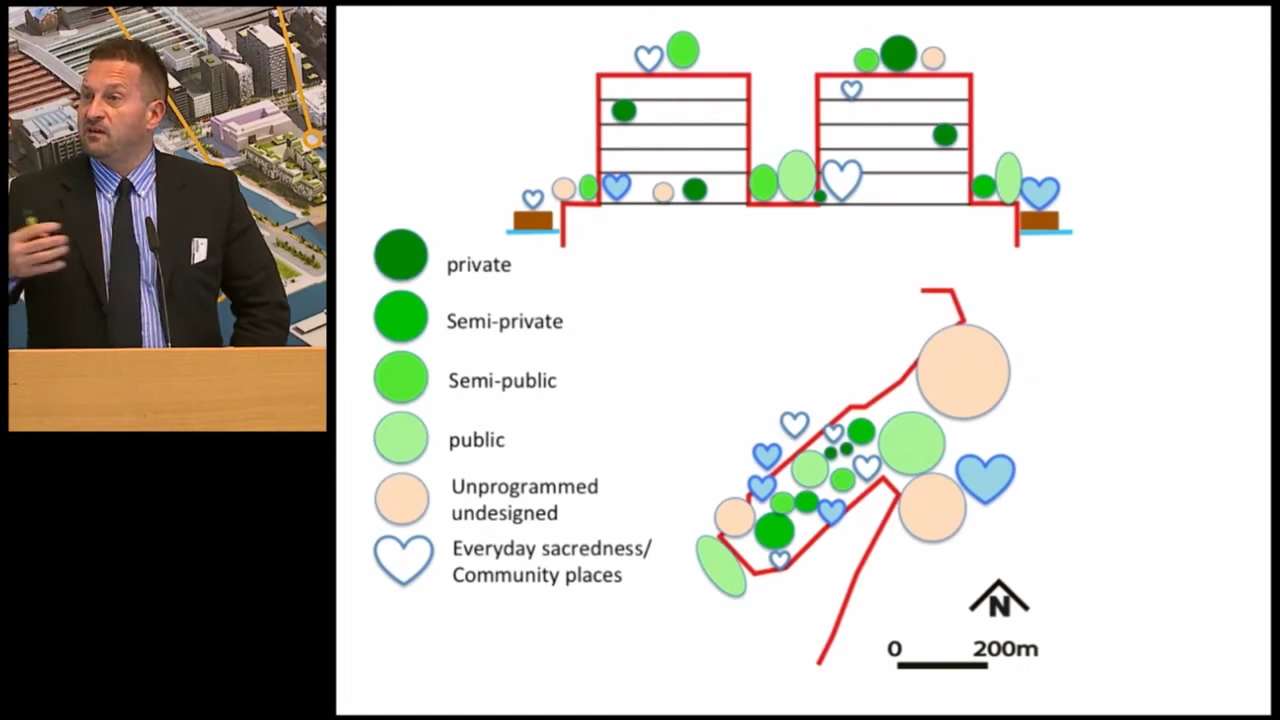 private
Semi-private
Semi-public
public
Unprogrammed
undesigned
Everyday sacredness/
Community places
N
0 200m